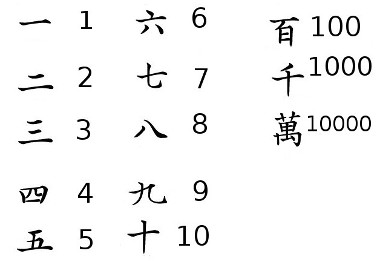 一 1 六 6 百 100
二 2 七 7 千 1000
三 3 八 8 萬 10000
四 4 九 9
五 5 十 10